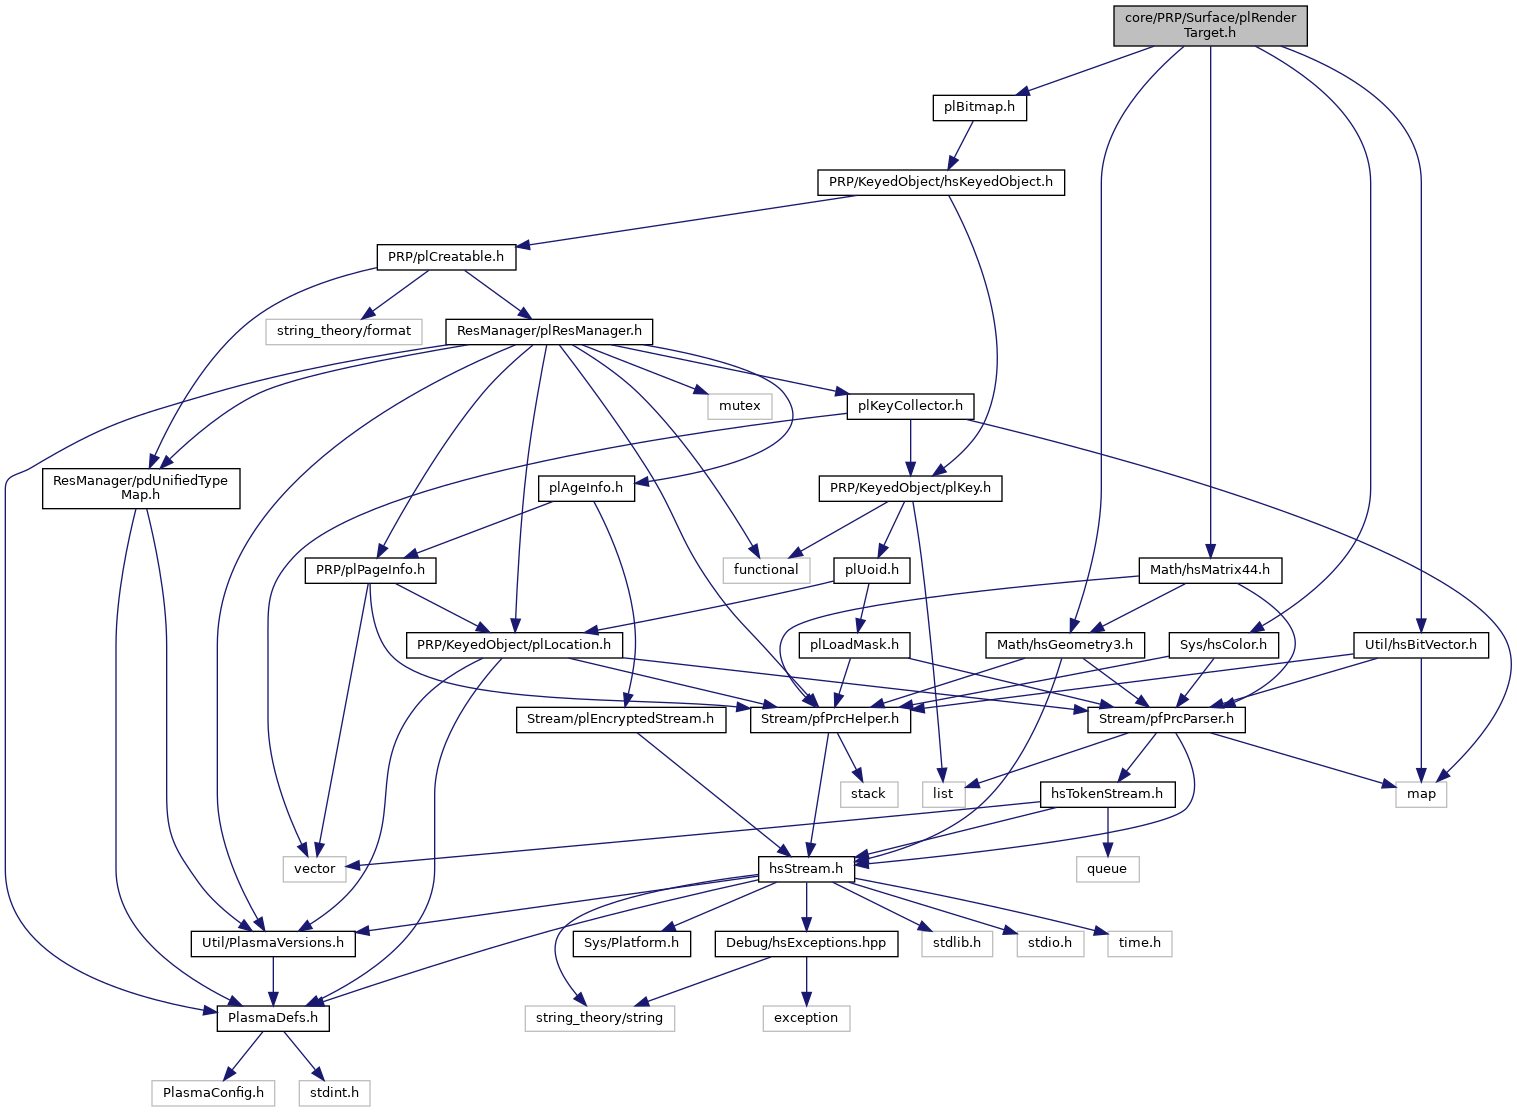 core/PRP/Surface/plRender
Target.h
plBitmap.h
PRP/KeyedObject/hsKeyedObject.h
PRP/plCreatable.h
string_theory/format
ResManager/plResManager.h
mutex
plKeyCollector.h
ResManager/pdUnifiedType
Map.h
plAgeInfo.h
PRP/KeyedObject/plKey.h
PRP/plPageInfo.h
functional
plUoid.h
Math/hsMatrix44.h
PRP/KeyedObject/plLocation.h
plLoadMask.h
Math/hsGeometry3.h
Sys/hsColor.h
Util/hsBitVector.h
Stream/plEncryptedStream.h
Stream/pfPrcHelper.h
Stream/pfPrcParser.h
stack
list
hsTokenStream.h
map
vector
hsStream.h
queue
Util/PlasmaVersions.h
Sys/Platform.h
Debug/hsExceptions.hpp
stdlib.h
stdio.h
time.h
PlasmaDefs.h
string_theory/string
exception
PlasmaConfig.h
stdint.h